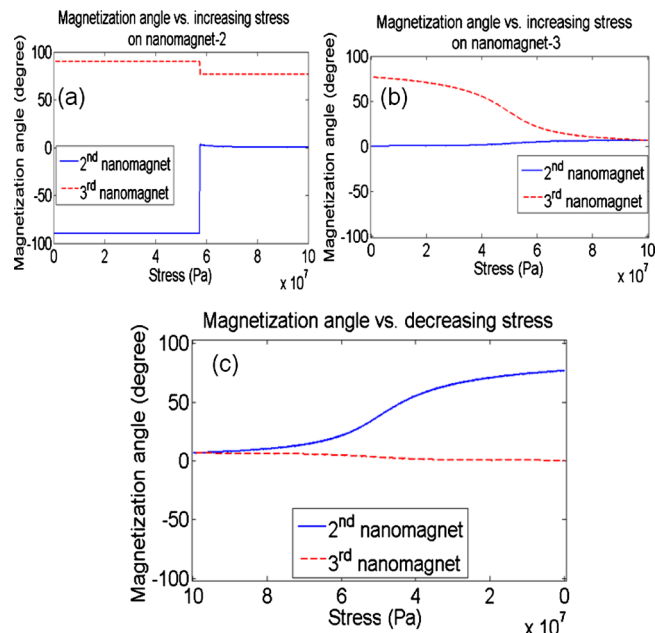 Magnetization angle vs. increasing stress
on nanomagnet-2
Magnetization angle (degree)
100
50
0
-50
-100
(a)
2nd nanomagnet
3rd nanomagnet
0
2
4
6
8
10
Stress (Pa)
x 10^7
Magnetization angle vs. increasing stress
on nanomagnet-3
Magnetization angle (degree)
100
50
0
-50
-100
(b)
2nd nanomagnet
3rd nanomagnet
0
2
4
6
8
10
Stress (Pa)
x 10^7
Magnetization angle vs. decreasing stress
Magnetization angle (degree)
100
50
0
-50
-100
(c)
2nd nanomagnet
3rd nanomagnet
10
8
6
4
2
0
Stress (Pa)
x 10^7